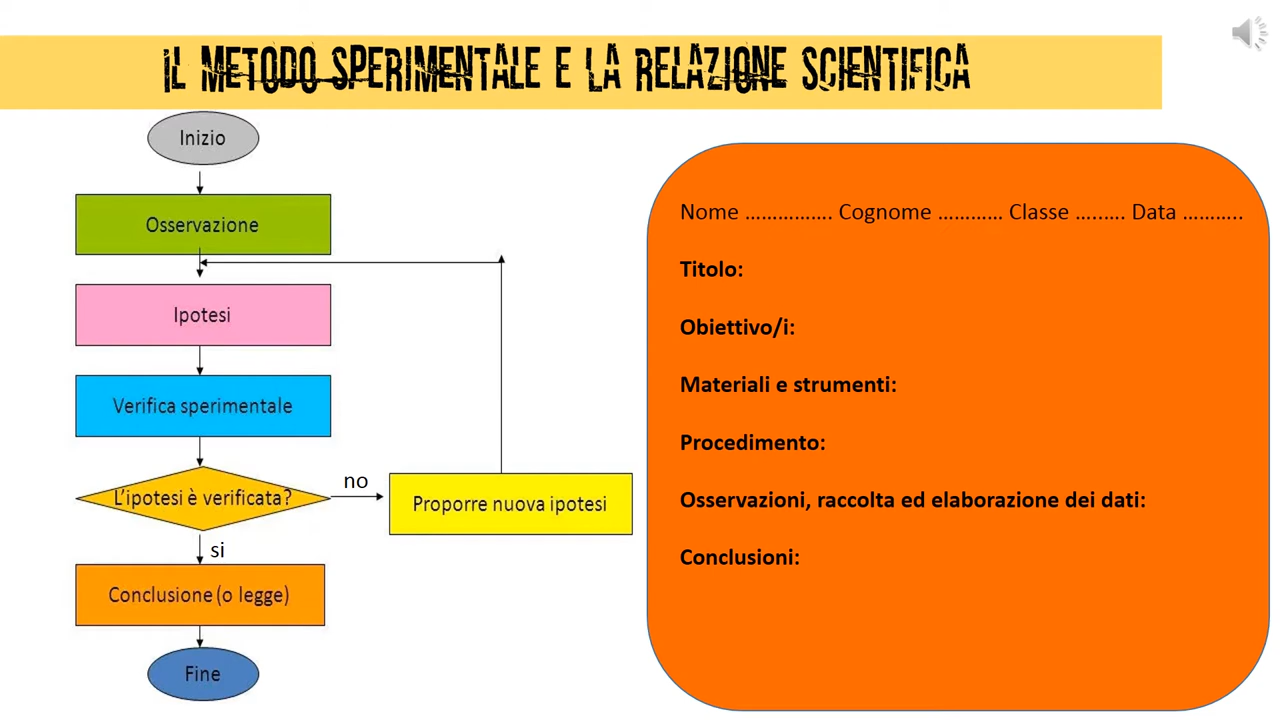 IL METODO SPERIMENTALE E LA RELAZIONE SCIENTIFICA
Inizio
Osservazione
Ipotesi
Verifica sperimentale
L'ipotesi è verificata?
no
Proporre nuova ipotesi
si
Conclusione (o legge)
Fine
Nome ……………. Cognome ………… Classe …..…. Data ………..
Titolo:
Obiettivo/i:
Materiali e strumenti:
Procedimento:
Osservazioni, raccolta ed elaborazione dei dati:
Conclusioni: